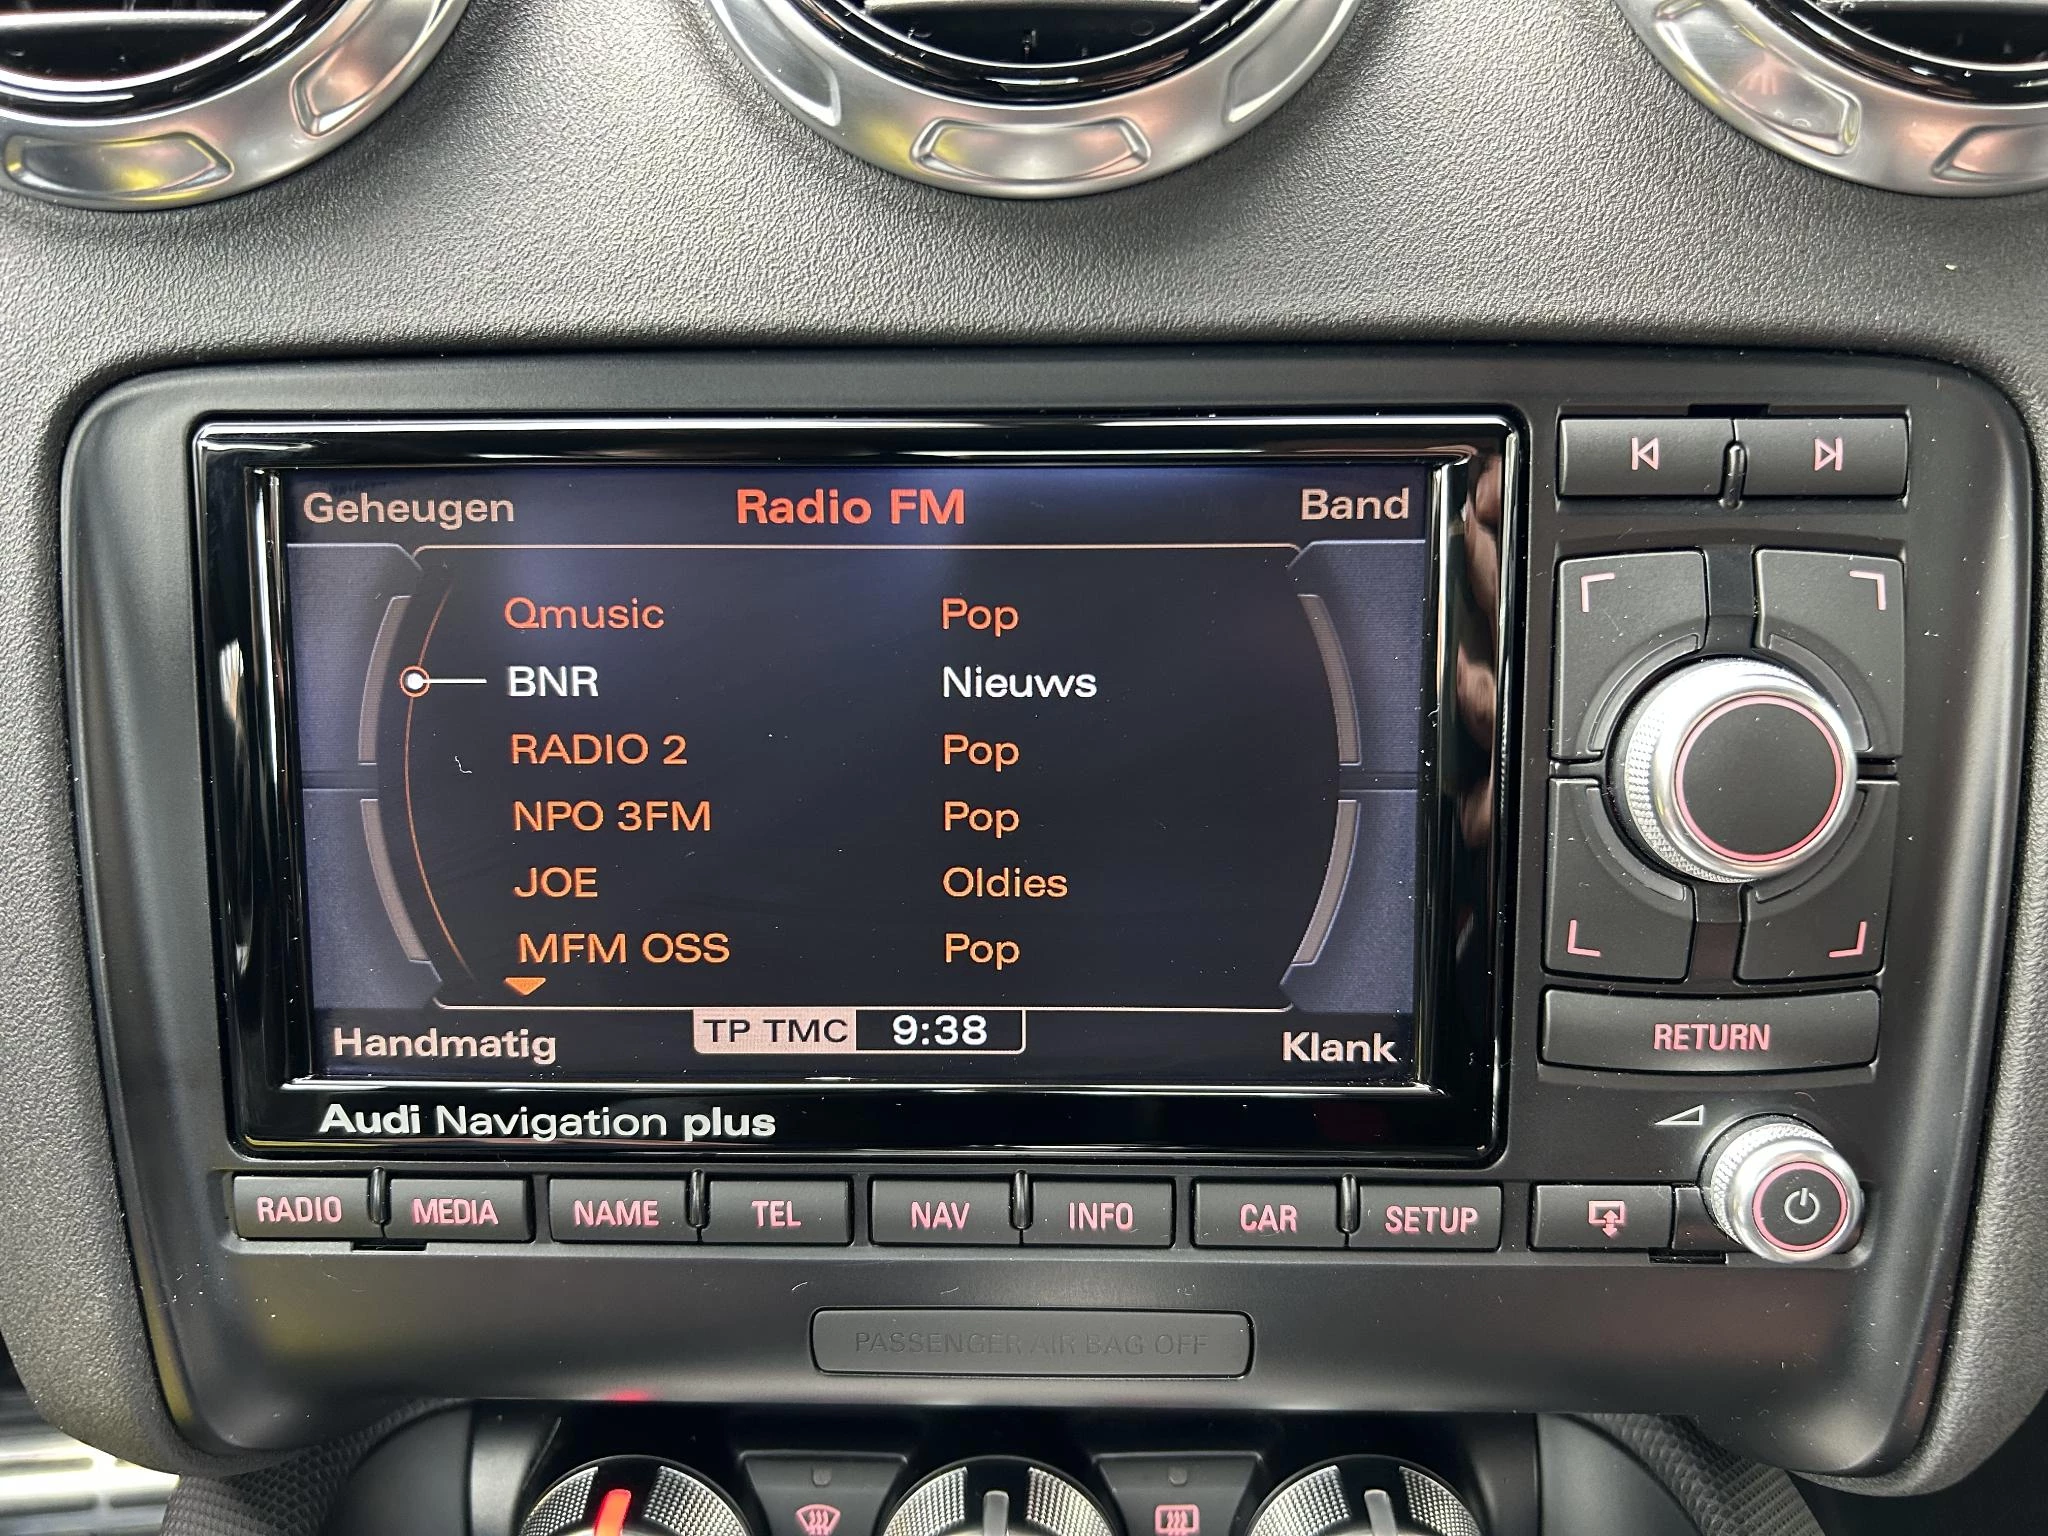 Geheugen Radio FM Band
Qmusic Pop
BNR Nieuws
RADIO 2 Pop
NPO 3FM Pop
JOE Oldies
MFM OSS Pop
Handmatig TP TMC 9:38 Klank
Audi Navigation plus
RETURN
RADIO MEDIA NAME TEL NAV INFO CAR SETUP
PASSENGER AIR BAG OFF